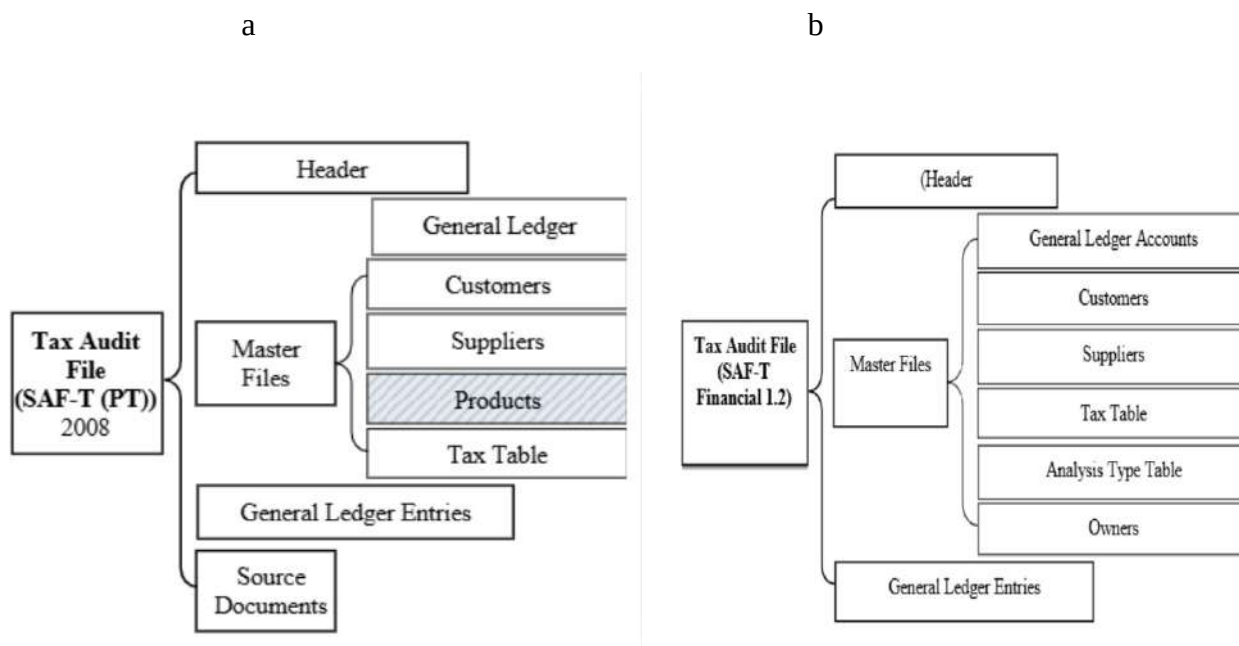 a
b
Header
General Ledger
Customers
Tax Audit
File
(SAF-T (PT))
2008
Master
Files
Suppliers
Products
Tax Table
General Ledger Entries
Source
Documents
(Header
General Ledger Accounts
Customers
Tax Audit File
(SAF-T
Financial 1.2)
Master Files
Suppliers
Tax Table
Analysis Type Table
Owners
General Ledger Entries